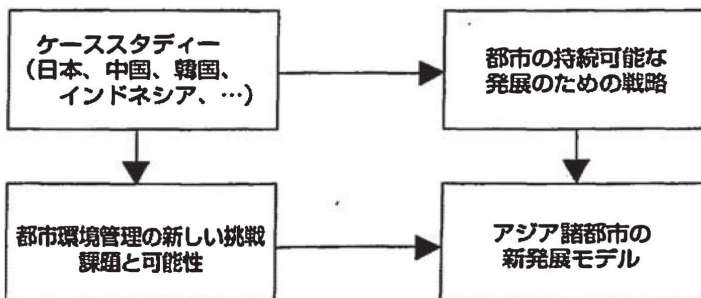 ケーススタディー
（日本、中国、韓国、
インドネシア、…）
都市の持続可能な
発展のための戦略
都市環境管理の新しい挑戦
課題と可能性
アジア諸都市の
新発展モデル